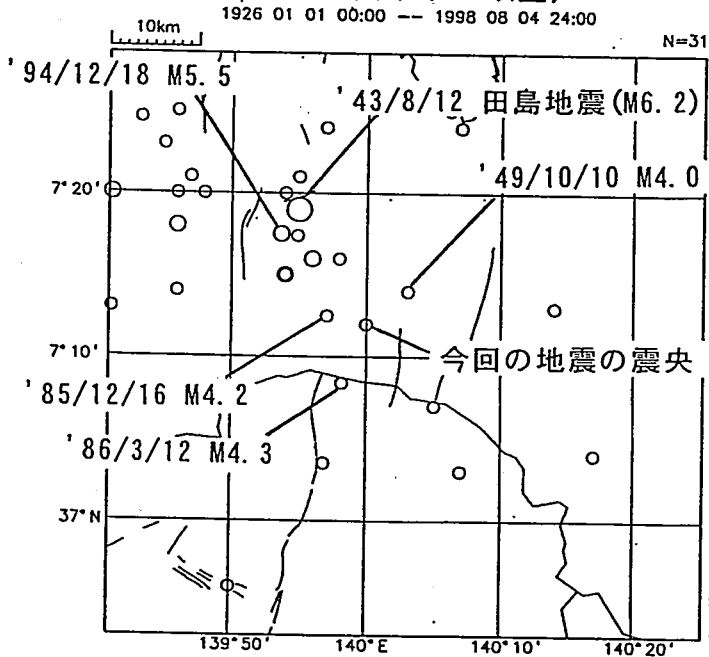 1926 01 01 00:00 -- 1998 08 04 24:00
10km
N=31
'94/12/18 M5.5
'43/8/12 田島地震(M6.2)
7°20'
'49/10/10 M4.0
7°10'
今回の地震の震央
'85/12/16 M4.2
'86/3/12 M4.3
37°N
139°50' 140°E 140°10' 140°20'